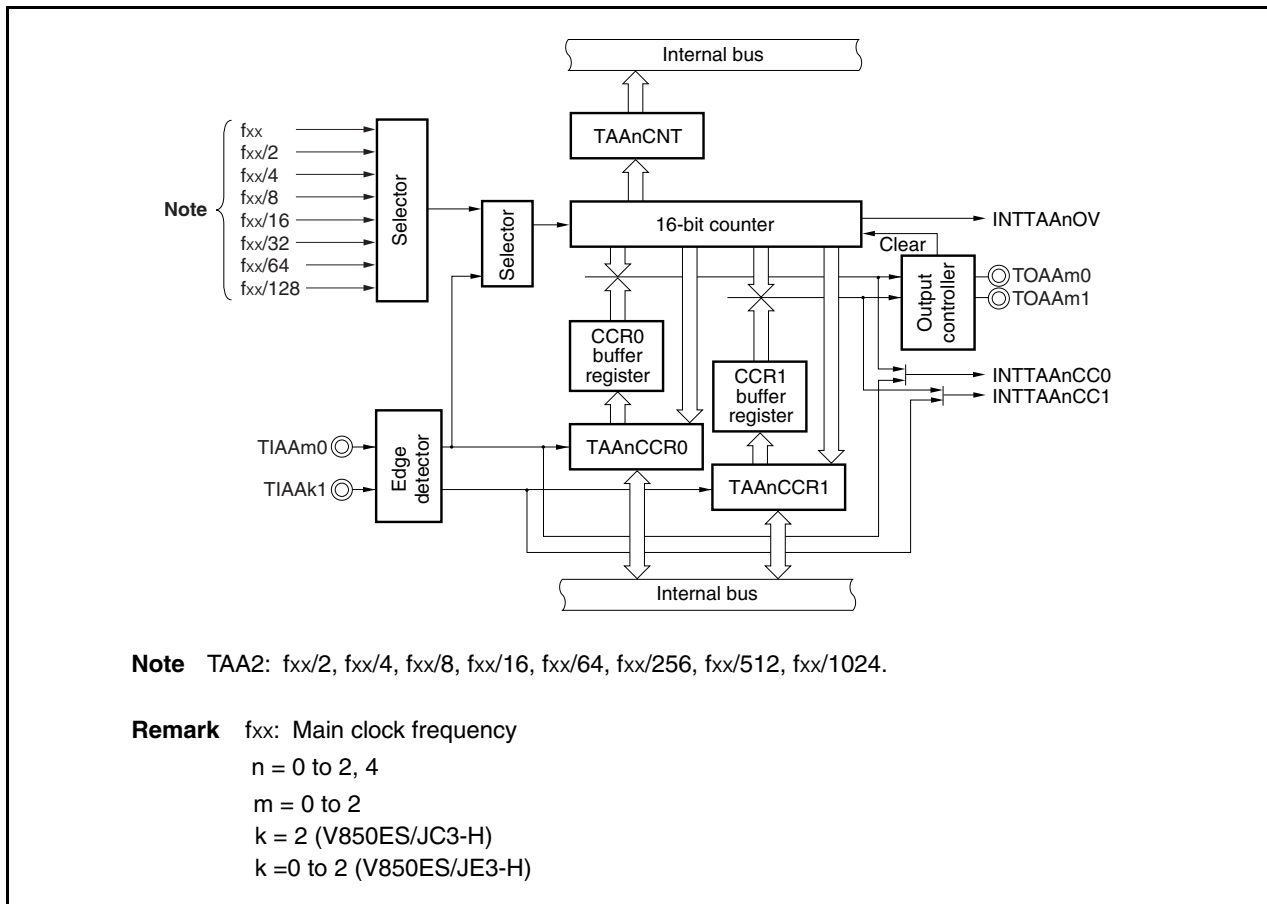 Internal bus
TAAnCNT
Note
fxx
fxx/2
fxx/4
fxx/8
fxx/16
fxx/32
fxx/64
fxx/128
Selector
Selector
16-bit counter
INTTAAnOV
Clear
Output
controller
TOAAm0
TOAAm1
CCR0
buffer
register
CCR1
buffer
register
INTTAAnCC0
INTTAAnCC1
TIAAm0
TIAAk1
Edge
detector
TAAnCCR0
TAAnCCR1
Internal bus
Note TAA2: fxx/2, fxx/4, fxx/8, fxx/16, fxx/64, fxx/256, fxx/512, fxx/1024.
Remark fxx: Main clock frequency
n = 0 to 2, 4
m = 0 to 2
k = 2 (V850ES/JC3-H)
k =0 to 2 (V850ES/JE3-H)